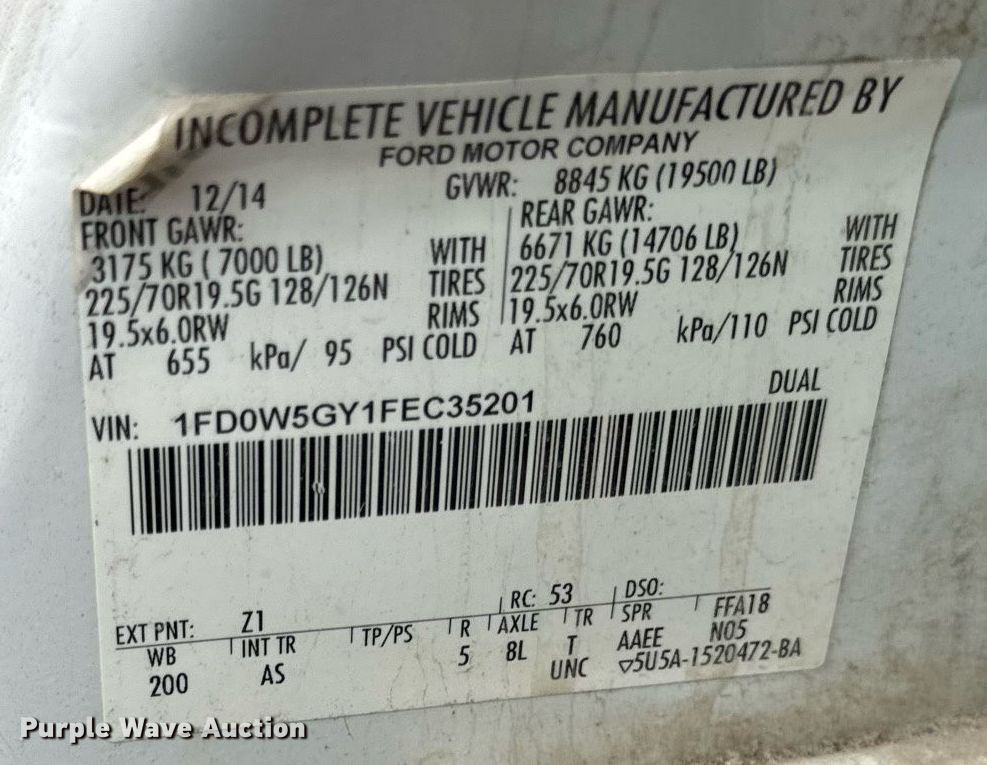 INCOMPLETE VEHICLE MANUFACTURED BY
FORD MOTOR COMPANY
DATE: 12/14 GVWR: 8845 KG (19500 LB)
FRONT GAWR: REAR GAWR:
3175 KG ( 7000 LB) WITH 6671 KG (14706 LB) WITH
225/70R19.5G 128/126N TIRES 225/70R19.5G 128/126N TIRES
19.5x6.0RW RIMS 19.5x6.0RW RIMS
AT 655 kPa/ 95 PSI COLD AT 760 kPa/110 PSI COLD
DUAL
VIN: 1FD0W5GY1FEC35201
EXT PNT: Z1 RC: 53 DSO:
WB INT TR TP/PS R AXLE TR SPR FFA18
200 AS 5 8L T AAEE N05
UNC ▽5U5A-1520472-BA
Purple Wave Auction